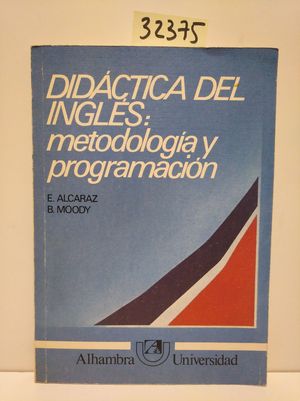 32375
DIDÁCTICA DEL
INGLÉS:
metodología y
programación
E. ALCARAZ
B. MOODY
Alhambra A Universidad